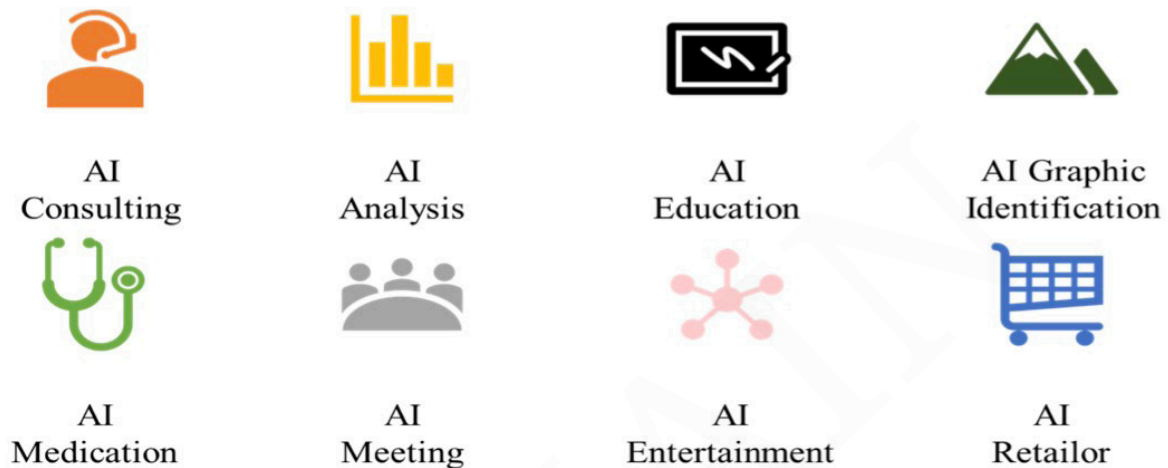 AI
Consulting
AI
Analysis
AI
Education
AI Graphic
Identification
AI
Medication
AI
Meeting
AI
Entertainment
AI
Retailor